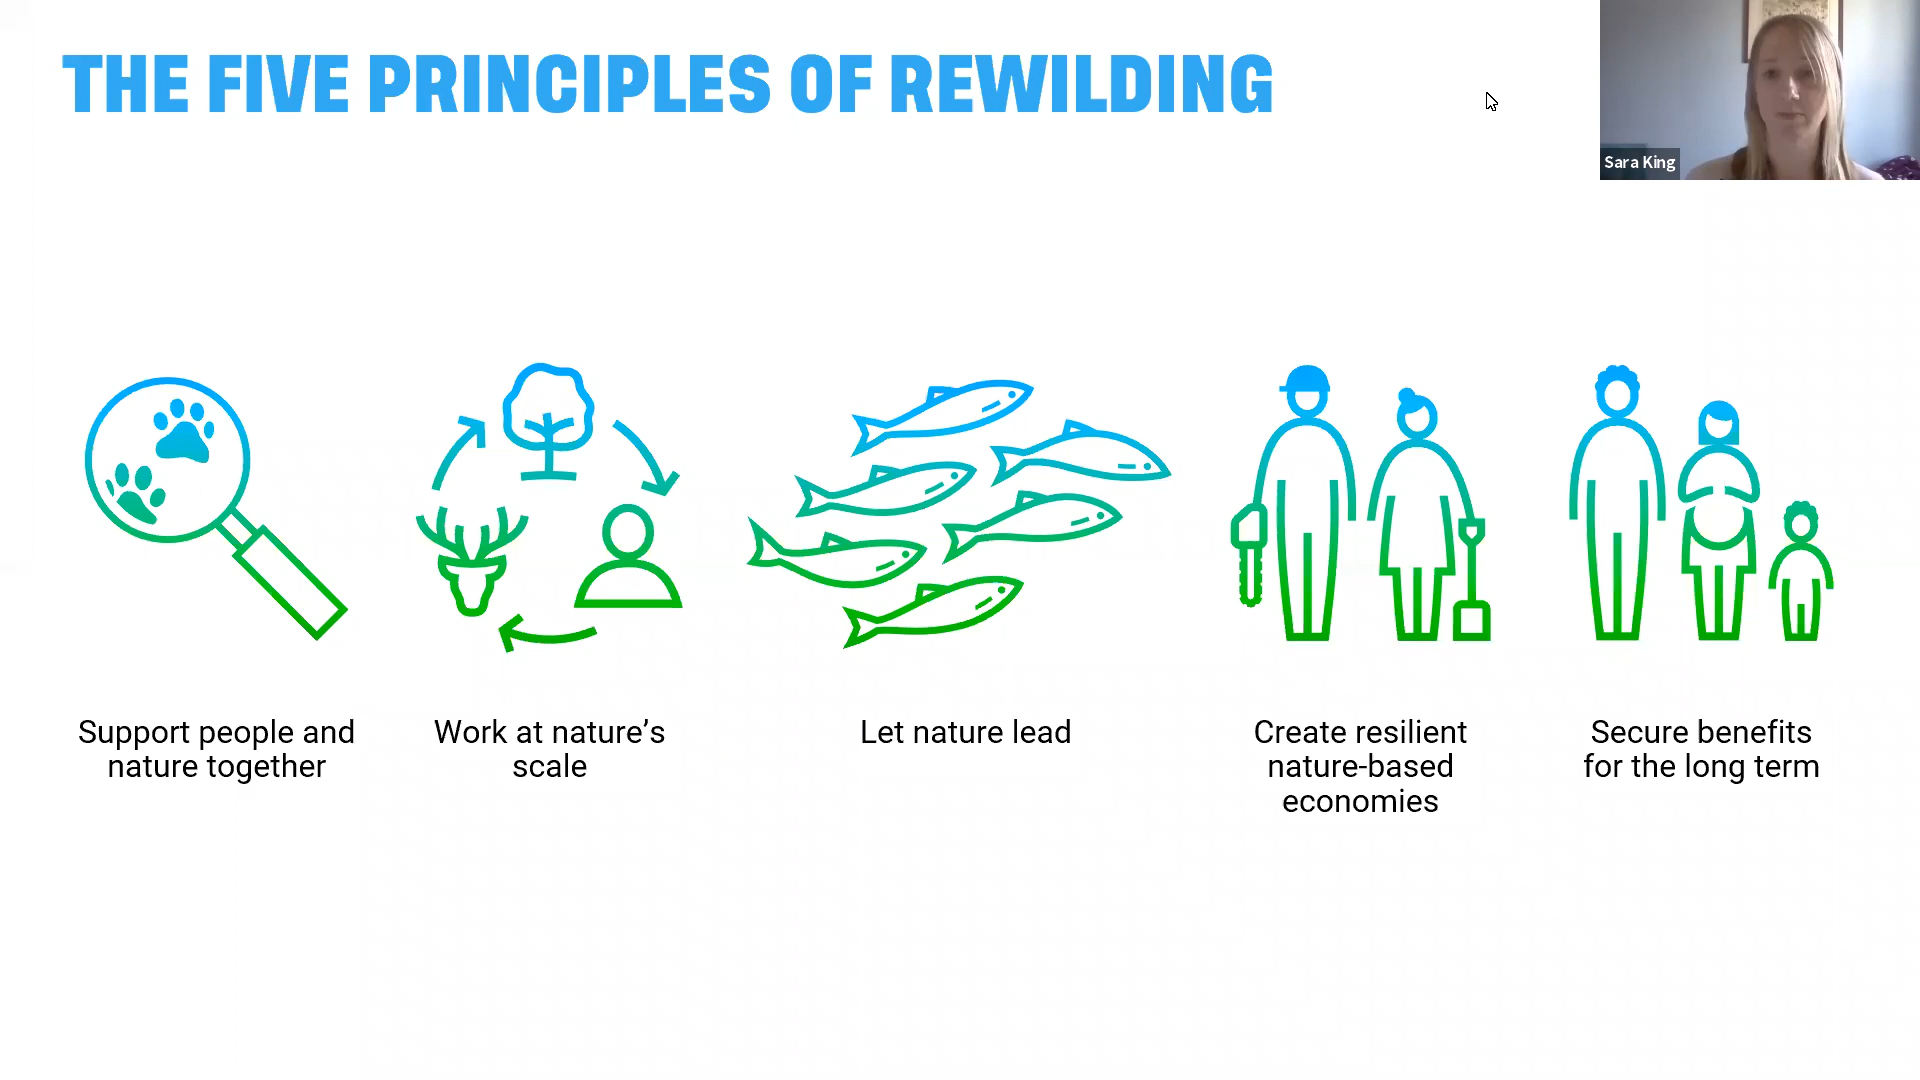 THE FIVE PRINCIPLES OF REWILDING
Sara King
Support people and
nature together
Work at nature’s
scale
Let nature lead
Create resilient
nature-based
economies
Secure benefits
for the long term